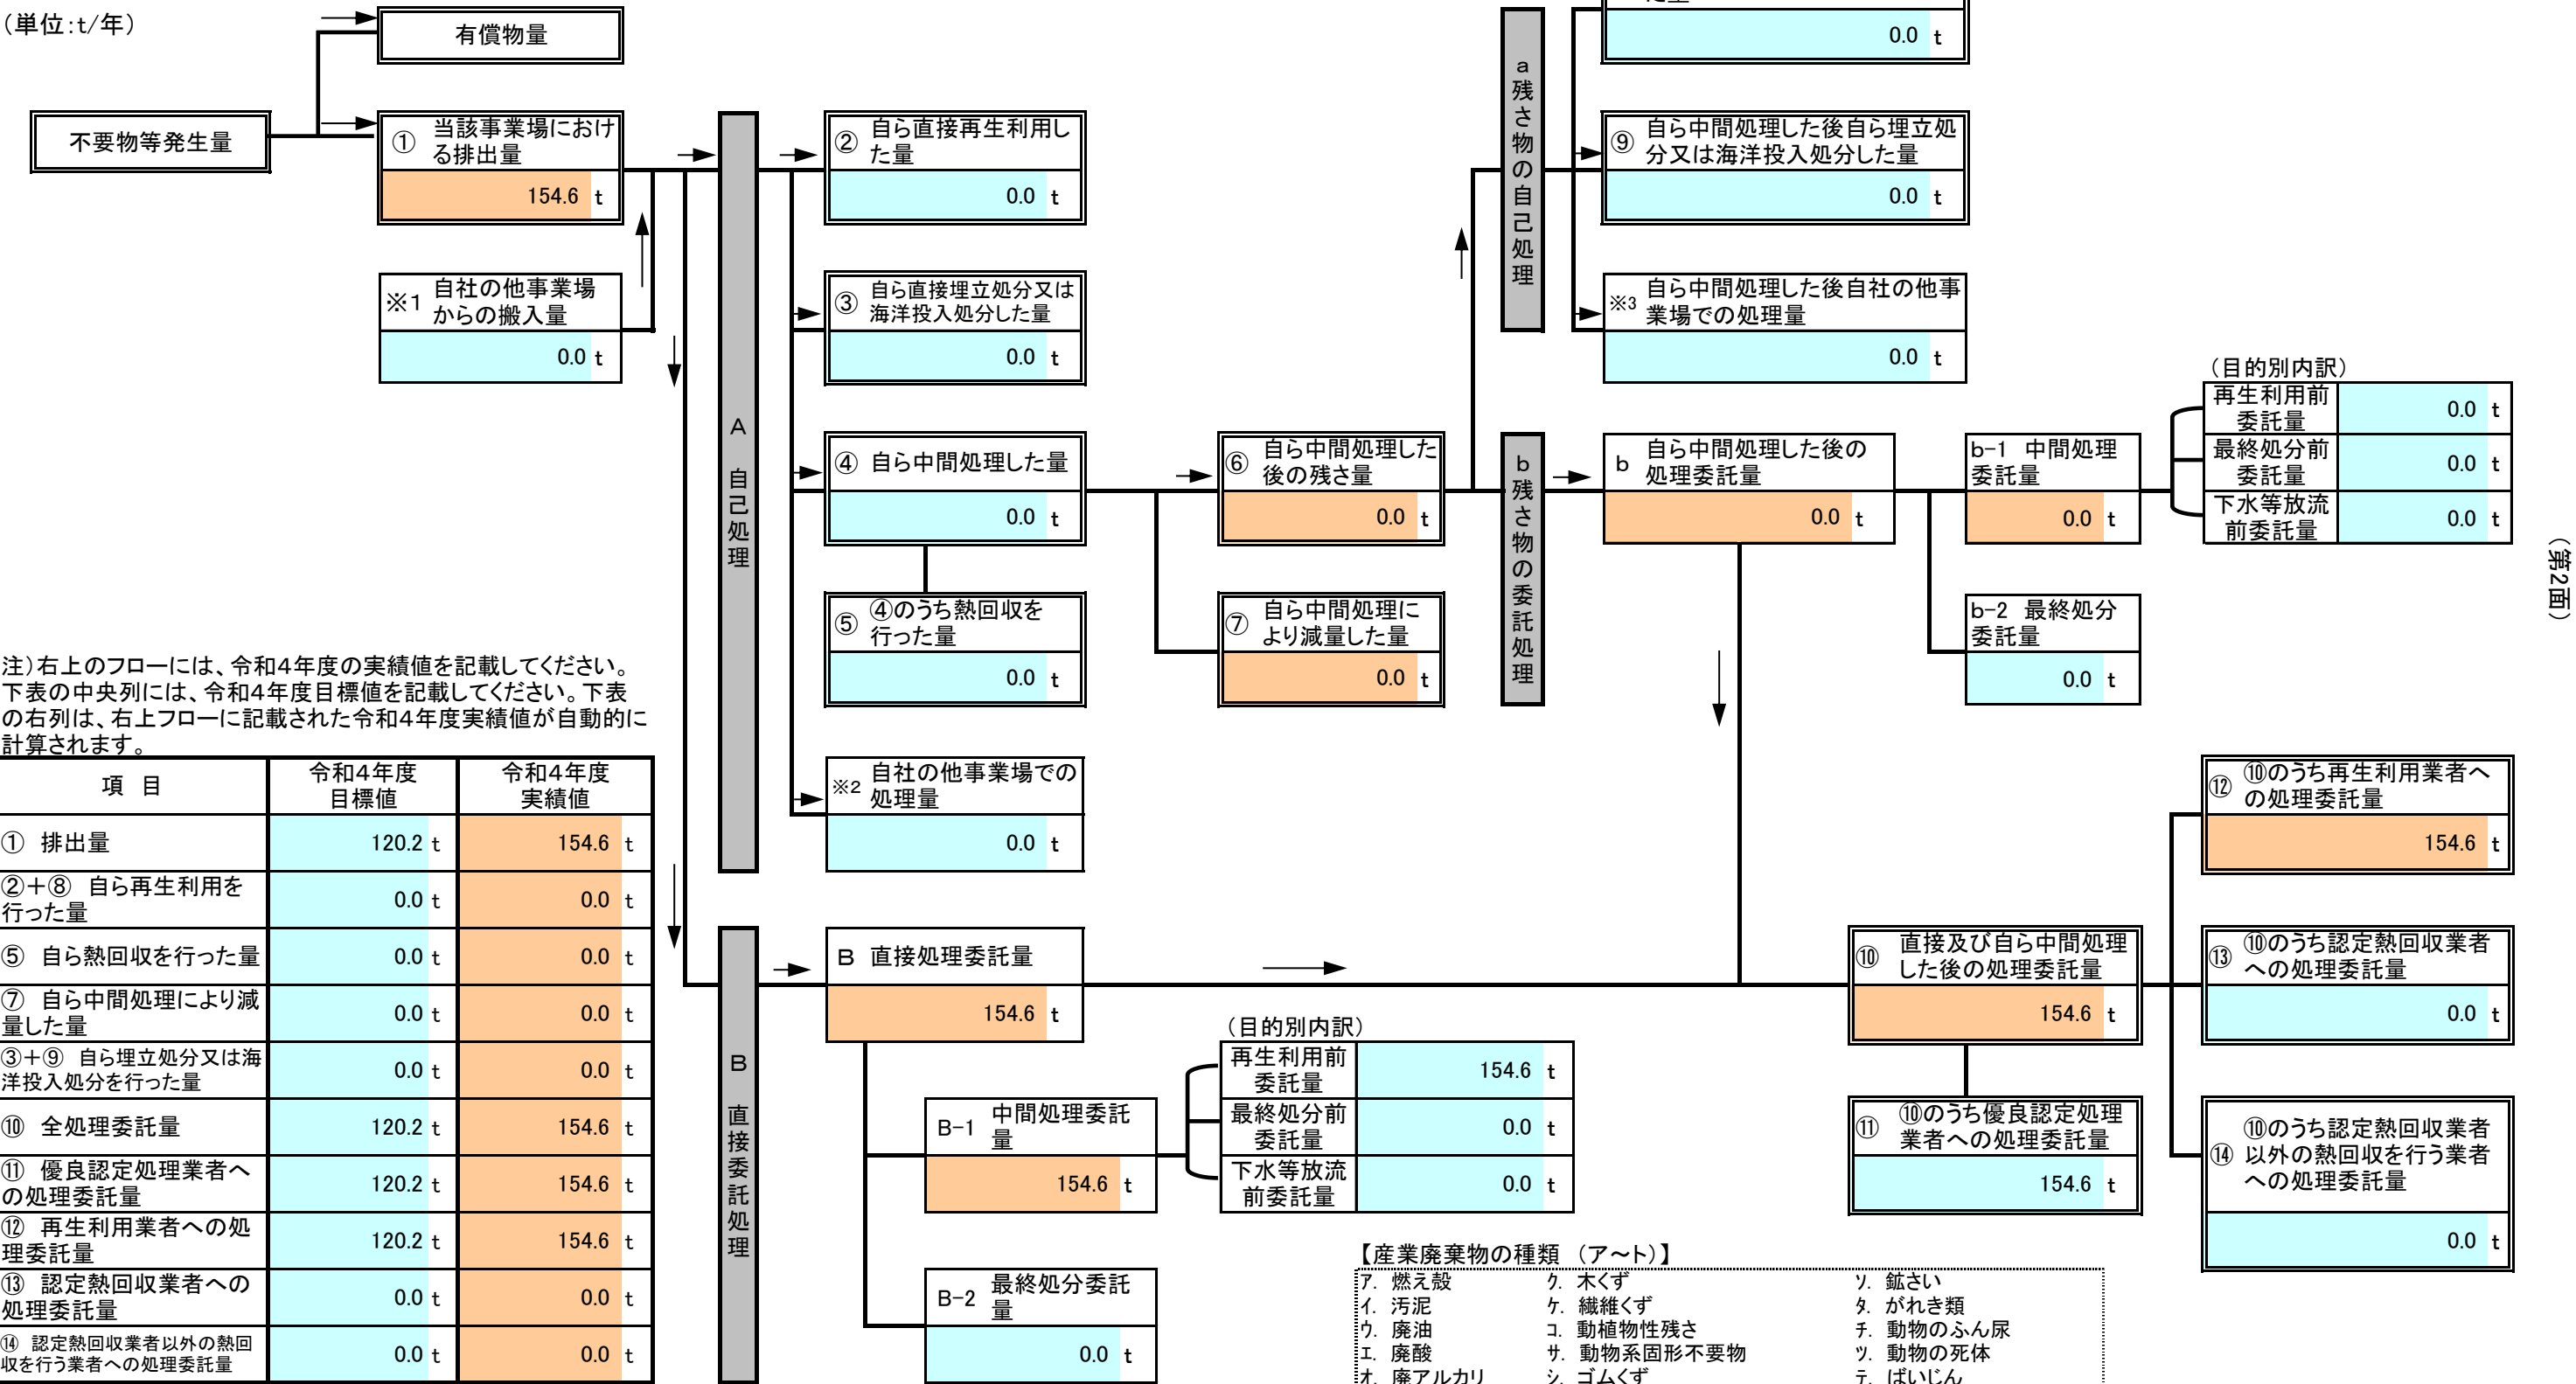 （単位:t/年）
有償物量
不要物等発生量
① 当該事業場におけ
る排出量
154.6 t
※1 自社の他事業場
からの搬入量
0.0 t
A 自己処理
② 自ら直接再生利用し
た量
0.0 t
③ 自ら直接埋立処分又は
海洋投入処分した量
0.0 t
④ 自ら中間処理した量
0.0 t
⑤ ④のうち熱回収を
行った量
0.0 t
※2 自社の他事業場での
処理量
0.0 t
⑥ 自ら中間処理した
後の残さ量
0.0 t
⑦ 自ら中間処理に
より減量した量
0.0 t
a残さ物の自己処理
0.0 t
⑨ 自ら中間処理した後自ら埋立処
分又は海洋投入処分した量
0.0 t
※3 自ら中間処理した後自社の他事
業場での処理量
0.0 t
b残さ物の委託処理
b 自ら中間処理した後の
処理委託量
0.0 t
b-1 中間処理
委託量
0.0 t
b-2 最終処分
委託量
0.0 t
（目的別内訳）
再生利用前
委託量
0.0 t
最終処分前
委託量
0.0 t
下水等放流
前委託量
0.0 t
（第2面）
注）右上のフローには、令和4年度の実績値を記載してください。
下表の中央列には、令和4年度目標値を記載してください。下表
の右列は、右上フローに記載された令和4年度実績値が自動的に
計算されます。
項 目 令和4年度 令和4年度
目標値 実績値
① 排出量 120.2 t 154.6 t
②＋⑧ 自ら再生利用を
行った量 0.0 t 0.0 t
⑤ 自ら熱回収を行った量 0.0 t 0.0 t
⑦ 自ら中間処理により減
量した量 0.0 t 0.0 t
③＋⑨ 自ら埋立処分又は海
洋投入処分を行った量 0.0 t 0.0 t
⑩ 全処理委託量 120.2 t 154.6 t
⑪ 優良認定処理業者へ
の処理委託量 120.2 t 154.6 t
⑫ 再生利用業者への処
理委託量 120.2 t 154.6 t
⑬ 認定熱回収業者への
処理委託量 0.0 t 0.0 t
⑭ 認定熱回収業者以外の熱回
収を行う業者への処理委託量 0.0 t 0.0 t
B 直接委託処理
B 直接処理委託量
154.6 t
B-1 中間処理委託
量
154.6 t
B-2 最終処分委託
量
0.0 t
（目的別内訳）
再生利用前
委託量
154.6 t
最終処分前
委託量
0.0 t
下水等放流
前委託量
0.0 t
⑩ 直接及び自ら中間処理
した後の処理委託量
154.6 t
⑪ ⑩のうち優良認定処理
業者への処理委託量
154.6 t
⑫ ⑩のうち再生利用業者へ
の処理委託量
154.6 t
⑬ ⑩のうち認定熱回収業者
への処理委託量
0.0 t
⑭ ⑩のうち認定熱回収業者
以外の熱回収を行う業者
への処理委託量
0.0 t
【産業廃棄物の種類 （ア～ト）】
ｱ. 燃え殻 ｸ. 木くず ｿ. 鉱さい
ｲ. 汚泥 ｹ. 繊維くず ﾀ. がれき類
ｳ. 廃油 ｺ. 動植物性残さ ﾁ. 動物のふん尿
ｴ. 廃酸 ｻ. 動物系固形不要物 ﾂ. 動物の死体
ｵ. 廃アルカリ ｼ. ゴムくず ﾃ. ばいじん